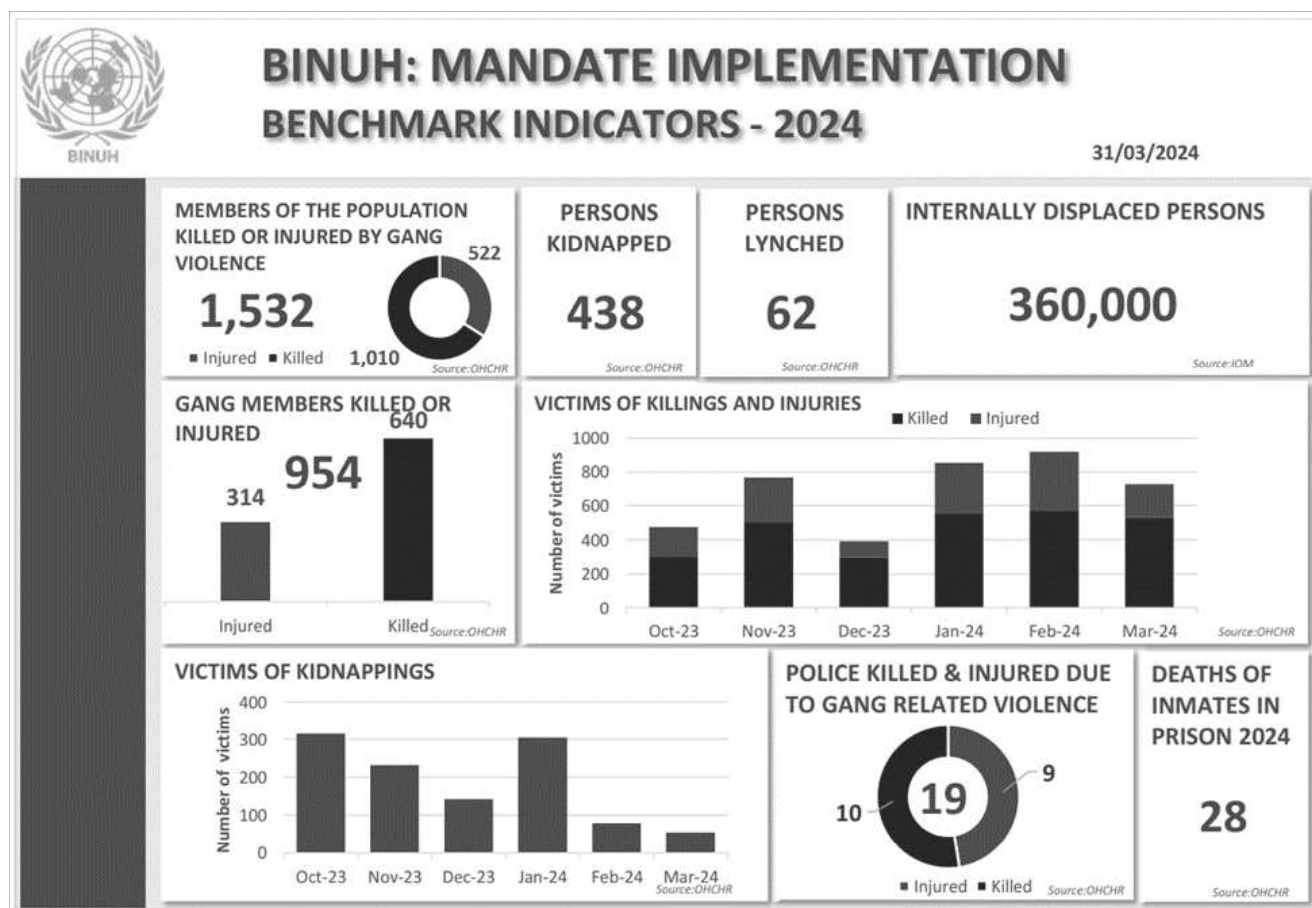 BINUH
BINUH: MANDATE IMPLEMENTATION
BENCHMARK INDICATORS - 2024
31/03/2024
MEMBERS OF THE POPULATION
KILLED OR INJURED BY GANG
VIOLENCE
522
1,532
Injured Killed
1,010
Source:OHCHR
PERSONS
KIDNAPPED
438
Source:OHCHR
PERSONS
LYNCHED
62
Source:OHCHR
INTERNALLY DISPLACED PERSONS
360,000
Source:IOM
GANG MEMBERS KILLED OR
INJURED
640
954
314
Injured Killed
Source:OHCHR
VICTIMS OF KILLINGS AND INJURIES
Killed Injured
Number of victims
1000
800
600
400
200
0
Oct-23 Nov-23 Dec-23 Jan-24 Feb-24 Mar-24
Source:OHCHR
VICTIMS OF KIDNAPPINGS
Number of victims
400
300
200
100
0
Oct-23 Nov-23 Dec-23 Jan-24 Feb-24 Mar-24
Source:OHCHR
POLICE KILLED & INJURED DUE
TO GANG RELATED VIOLENCE
9
19
10
Injured Killed
Source:OHCHR
DEATHS OF
INMATES IN
PRISON 2024
28
Source:OHCHR